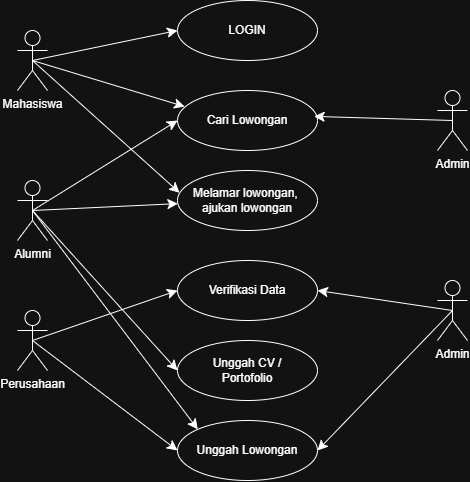 LOGIN
Mahasiswa
Cari Lowongan
Admin
Melamar lowongan,
ajukan lowongan
Alumni
Verifikasi Data
Admin
Unggah CV /
Portofolio
Perusahaan
Unggah Lowongan